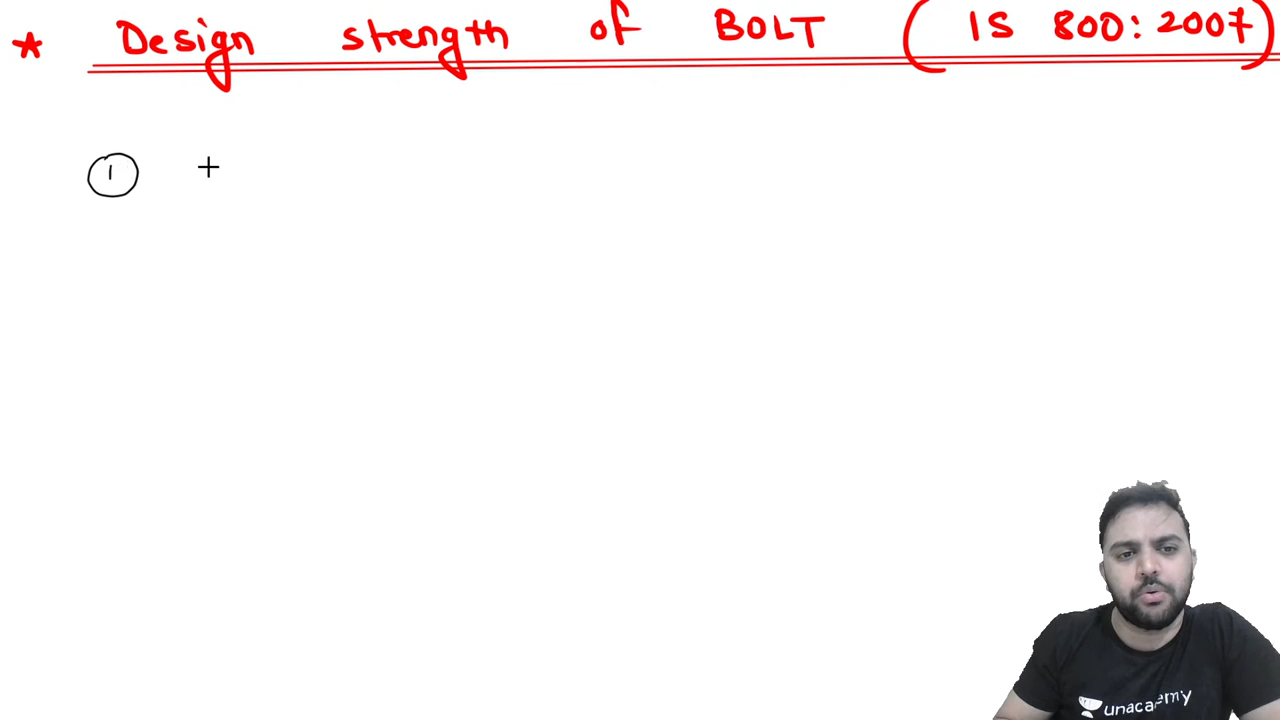 * Design strength of BOLT (IS 800:2007)
① +
unacademy